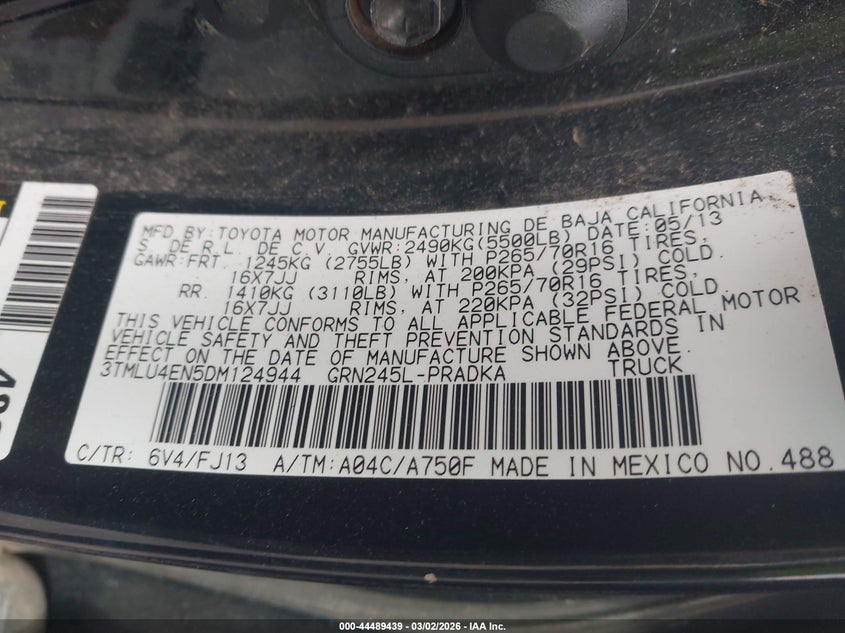 MFD.BY:TOYOTA MOTOR MANUFACTURING DE BAJA CALIFORNIA
S. DE R.L. DE C.V. GVWR:2490KG(5500LB) DATE:05/13
GAWR:FRT. 1245KG (2755LB) WITH P265/70R16 TIRES,
16X7JJ RIMS, AT 200KPA (29PSI) COLD.
RR. 1410KG (3110LB) WITH P265/70R16 TIRES,
16X7JJ RIMS, AT 220KPA (32PSI) COLD
THIS VEHICLE CONFORMS TO ALL APPLICABLE FEDERAL MOTOR
VEHICLE SAFETY AND THEFT PREVENTION STANDARDS IN
EFFECT ON THE DATE OF MANUFACTURE SHOWN ABOVE.
3TMLU4EN5DM124944 GRN245L-PRADKA TRUCK
C/TR: 6V4/FJ13 A/TM:A04C/A750F MADE IN MEXICO NO.488
000-44489439 - 03/02/2026 - IAA Inc.